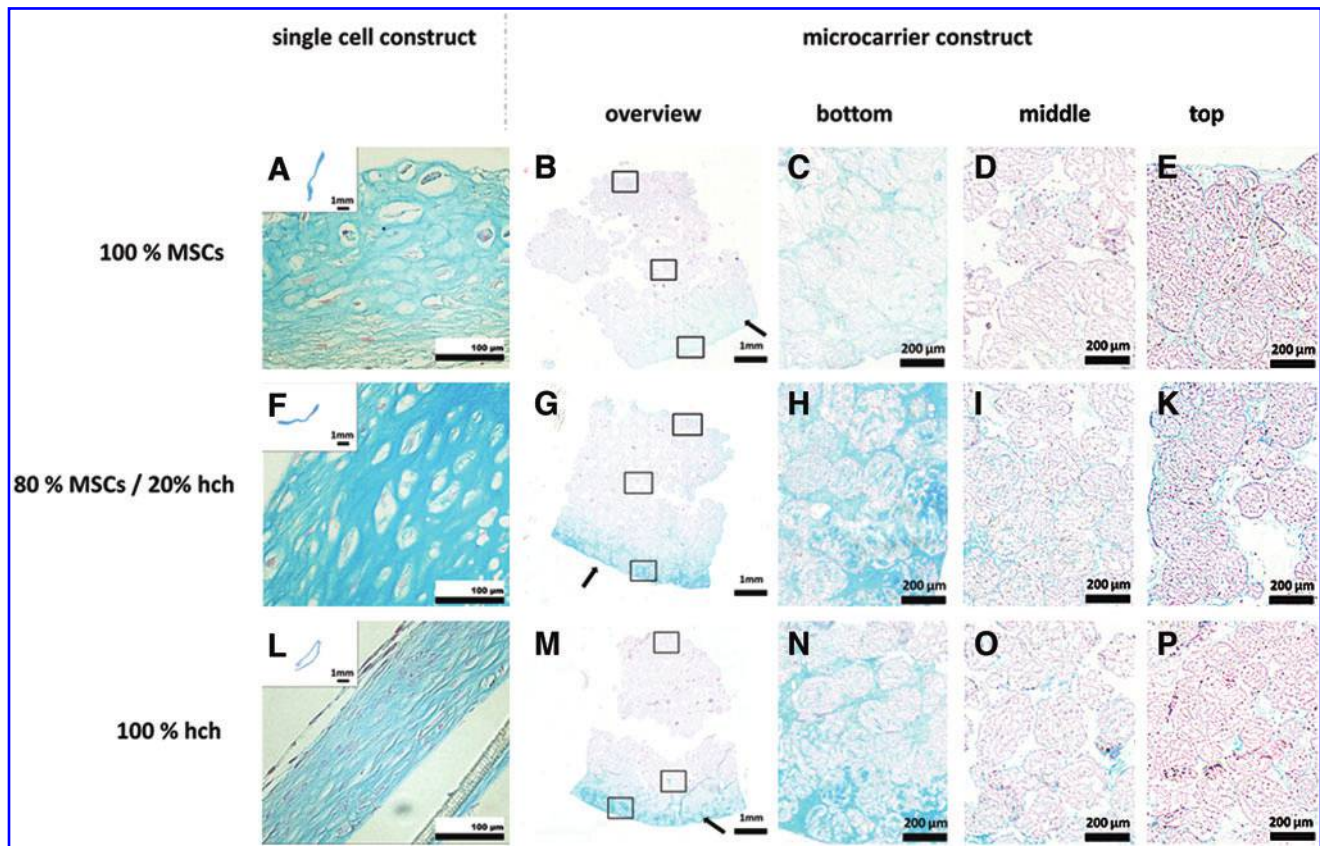 single cell construct
microcarrier construct
overview
bottom
middle
top
100 % MSCs
A
1mm
100 µm
B
1mm
C
200 µm
D
200 µm
E
200 µm
80 % MSCs / 20% hch
F
1mm
100 µm
G
1mm
H
200 µm
I
200 µm
K
200 µm
100 % hch
L
1mm
100 µm
M
1mm
N
200 µm
O
200 µm
P
200 µm